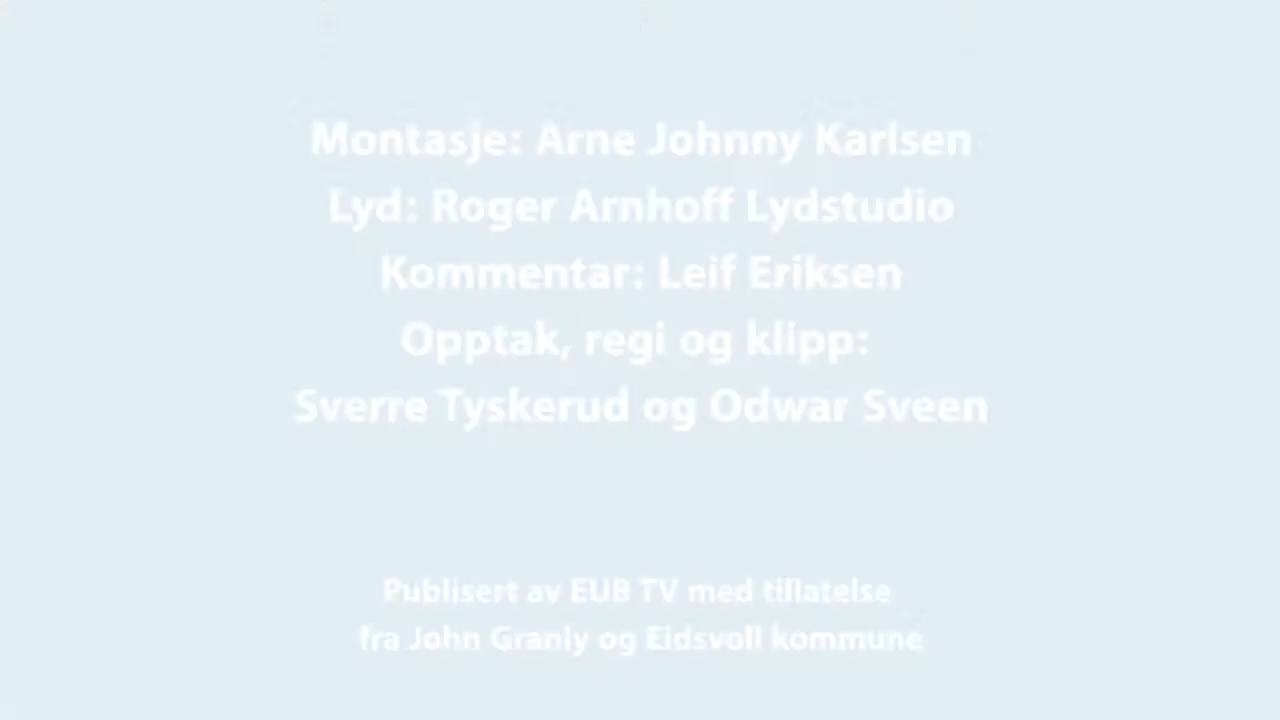 Montasje: Arne Johnny Karlsen
Lyd: Roger Arnhoff Lydstudio
Kommentar: Leif Eriksen
Opptak, regi og klipp:
Sverre Tyskerud og Odwar Sveen
Publisert av EUB TV med tillatelse
fra John Granly og Eidsvoll kommune